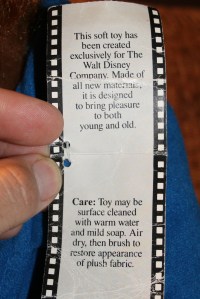 This soft toy has
been created
exclusively for The
Walt Disney
Company. Made of
all new materials,
it is designed
to bring pleasure
to both
young and old.
Care: Toy may be
surface cleaned
with warm water
and mild soap. Air
dry, then brush to
restore appearance
of plush fabric.